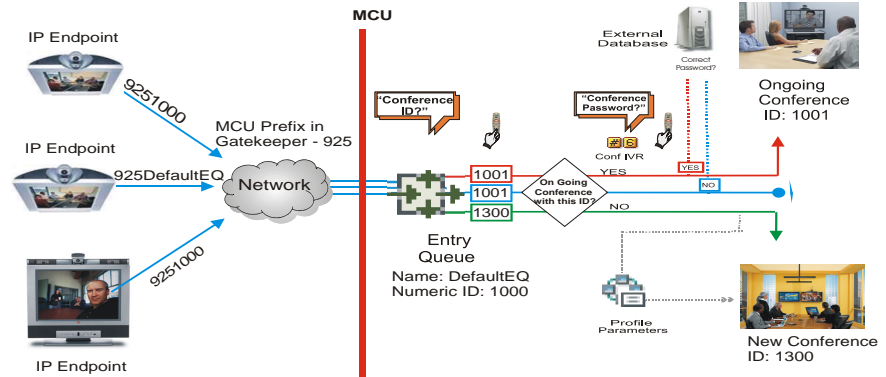 MCU
IP Endpoint
9251000
IP Endpoint
925DefaultEQ
9251000
IP Endpoint
MCU Prefix in
Gatekeeper - 925
Network
"Conference
ID?"
1001
1001
1300
Entry
Queue
Name: DefaultEQ
Numeric ID: 1000
"Conference
Password?"
# 6
Conf IVR
On Going
Conference
with this ID?
YES
NO
External
Database
Correct
Password?
YES
NO
Ongoing
Conference
ID: 1001
Profile
Parameters
New Conference
ID: 1300